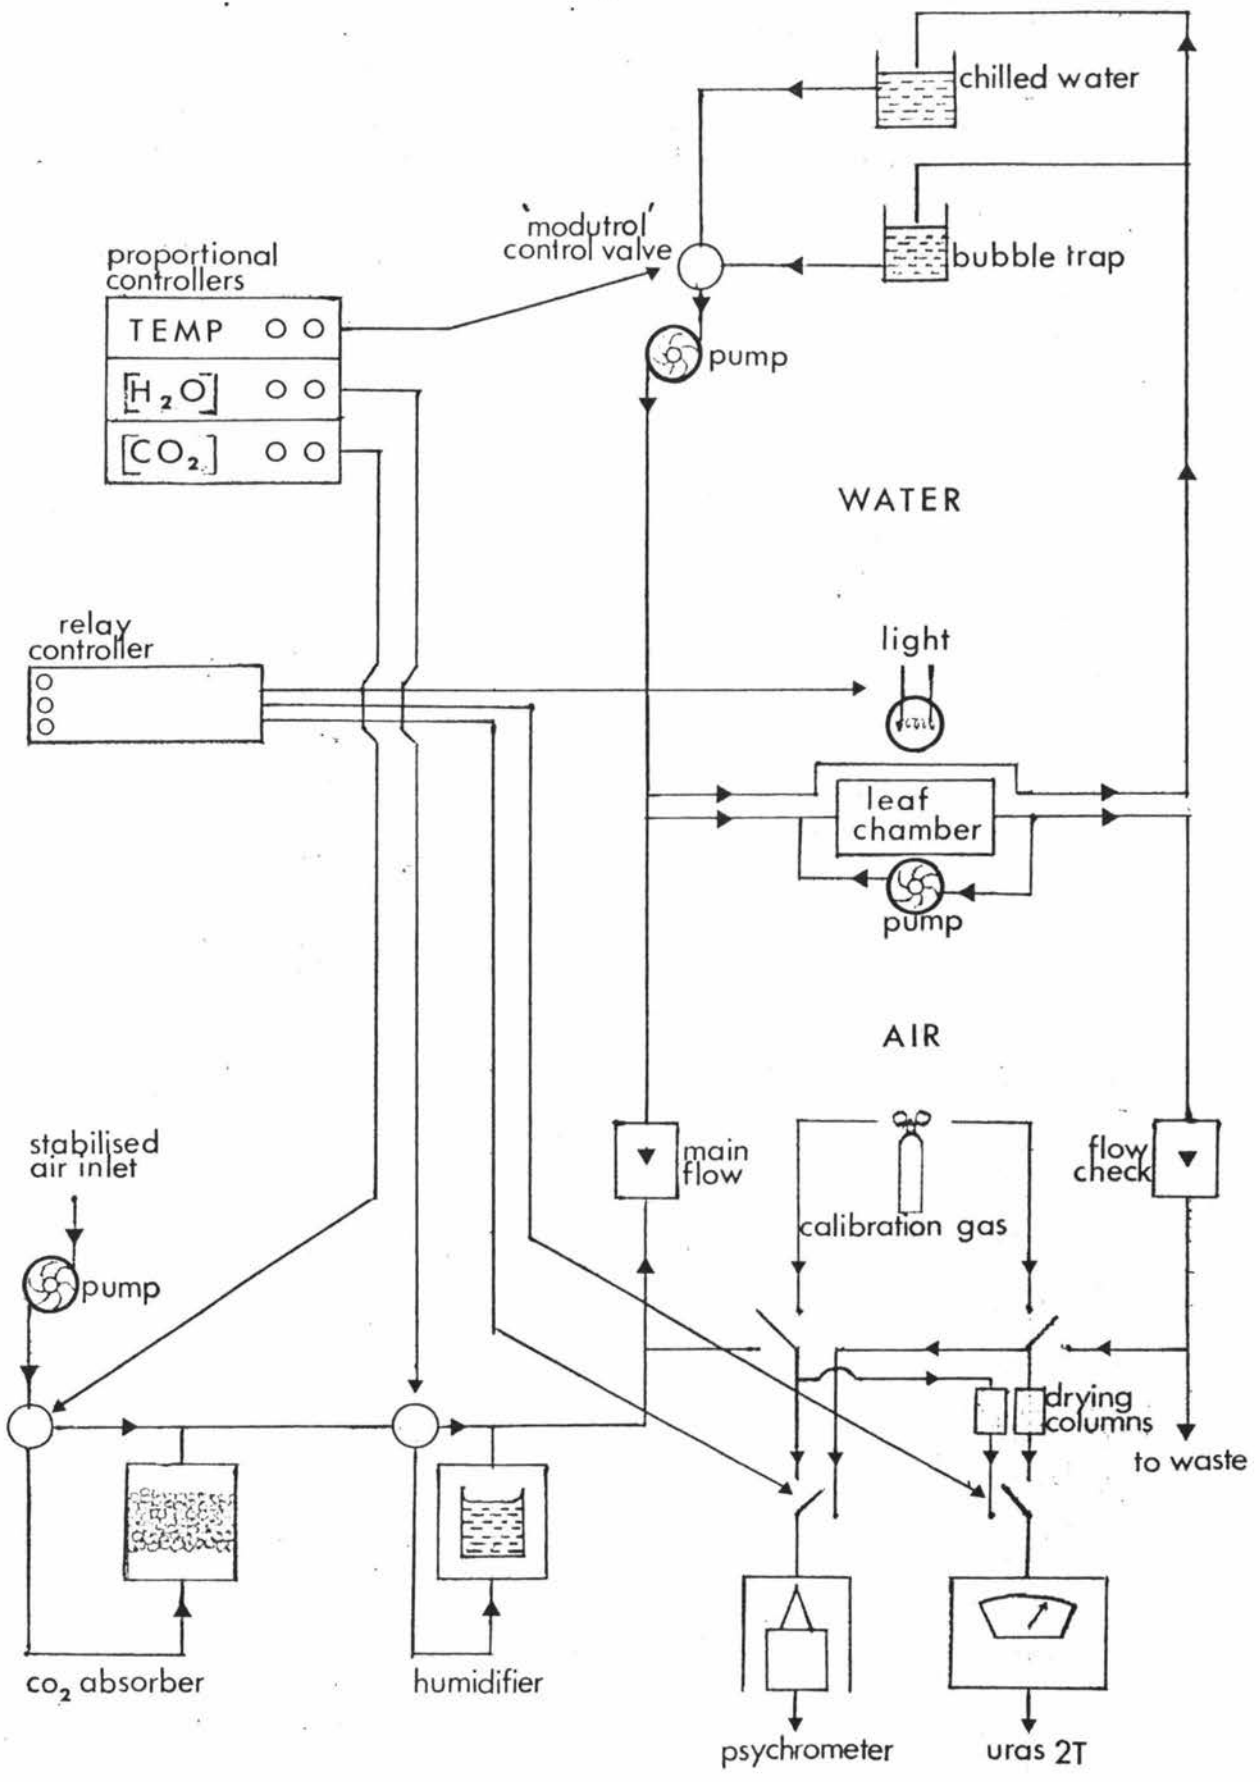 chilled water
'modutrol'
control valve
bubble trap
proportional
controllers
TEMP
[H₂O]
[CO₂]
pump
WATER
relay
controller
light
leaf
chamber
pump
AIR
stabilised
air inlet
pump
main
flow
calibration gas
flow
check
drying
columns
to waste
co₂ absorber
humidifier
psychrometer
uras 2T